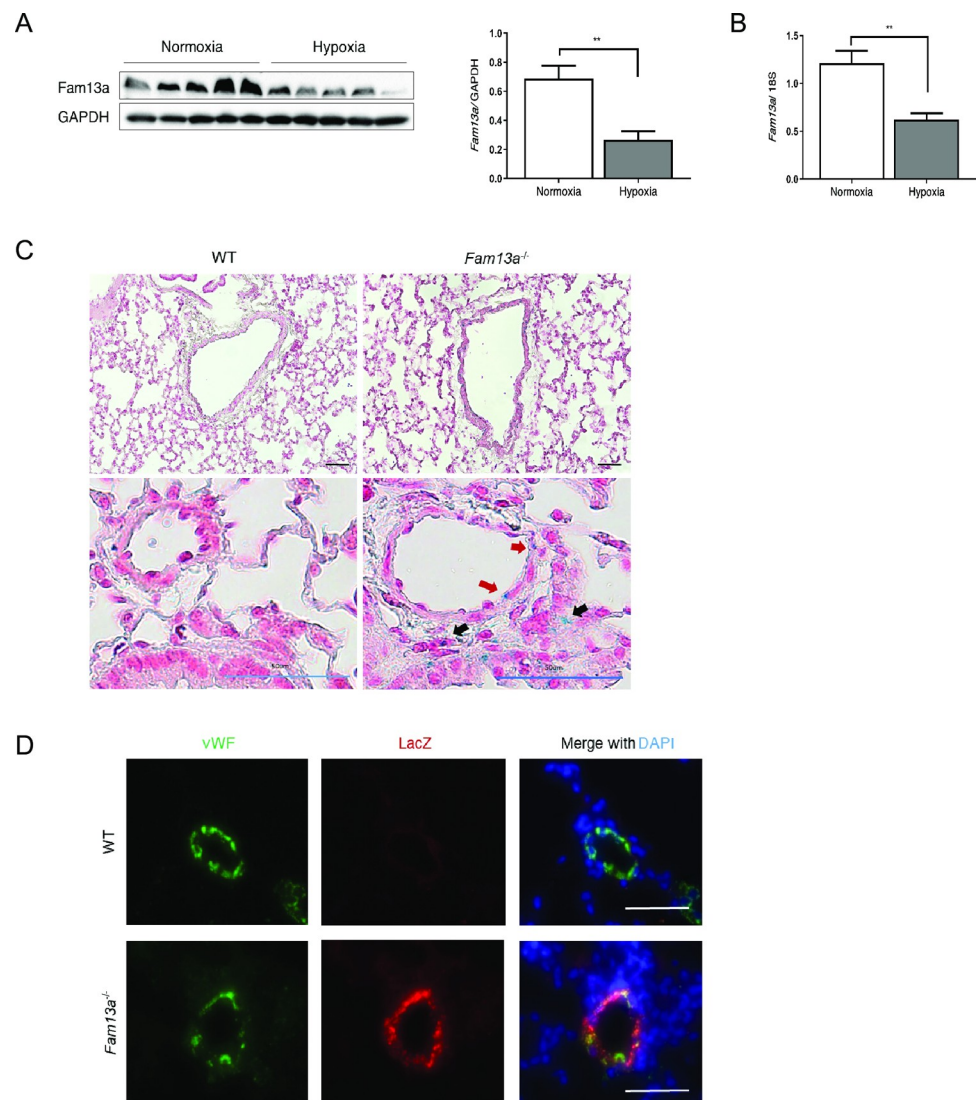 A
Normoxia
Hypoxia
Fam13a
GAPDH
Fam13a/GAPDH
0.8
0.6
0.4
0.2
0.0
**
Normoxia
Hypoxia
B
Fam13a/ 18S
1.5
1.0
0.5
0.0
**
Normoxia
Hypoxia
C
WT
Fam13a-/-
50um
50um
D
vWF
LacZ
Merge with DAPI
WT
Fam13a-/-